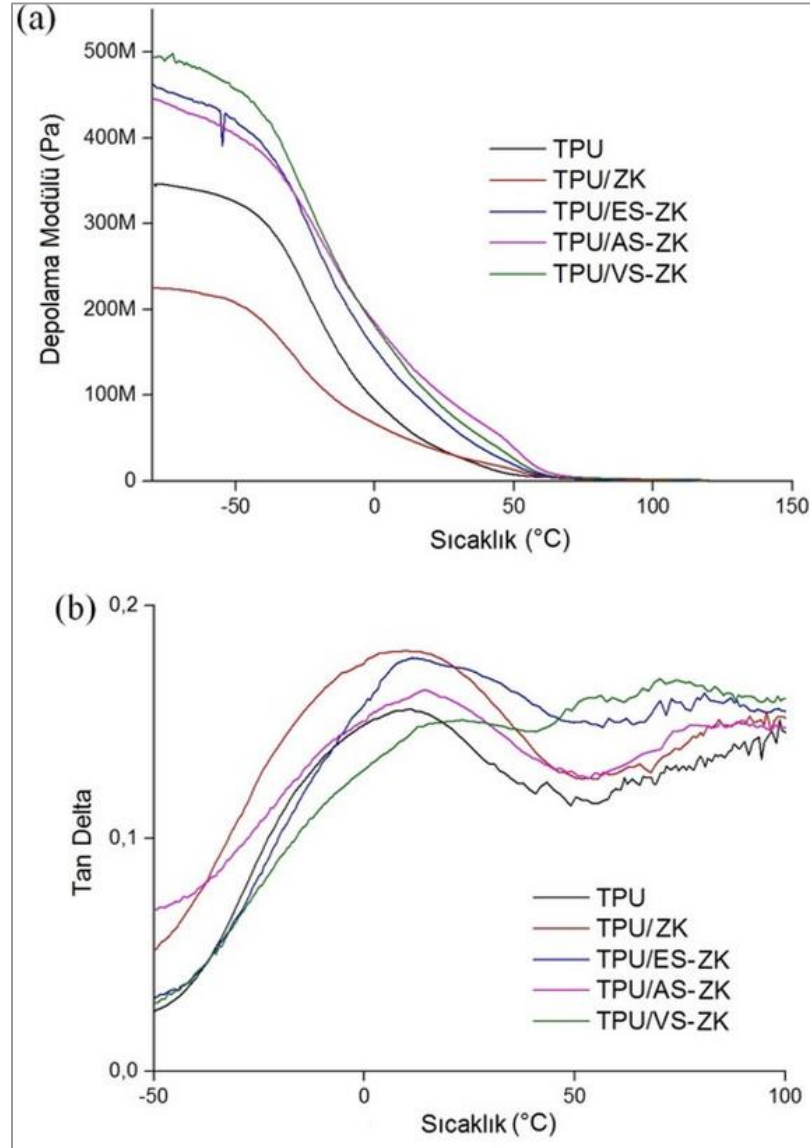 (a)
500M
400M
300M
200M
100M
0
-50
0
50
100
150
Depolama Modülü (Pa)
Sıcaklık (°C)
TPU
TPU/ZK
TPU/ES-ZK
TPU/AS-ZK
TPU/VS-ZK
(b)
0,2
0,1
0,0
-50
0
50
100
Tan Delta
Sıcaklık (°C)
TPU
TPU/ZK
TPU/ES-ZK
TPU/AS-ZK
TPU/VS-ZK